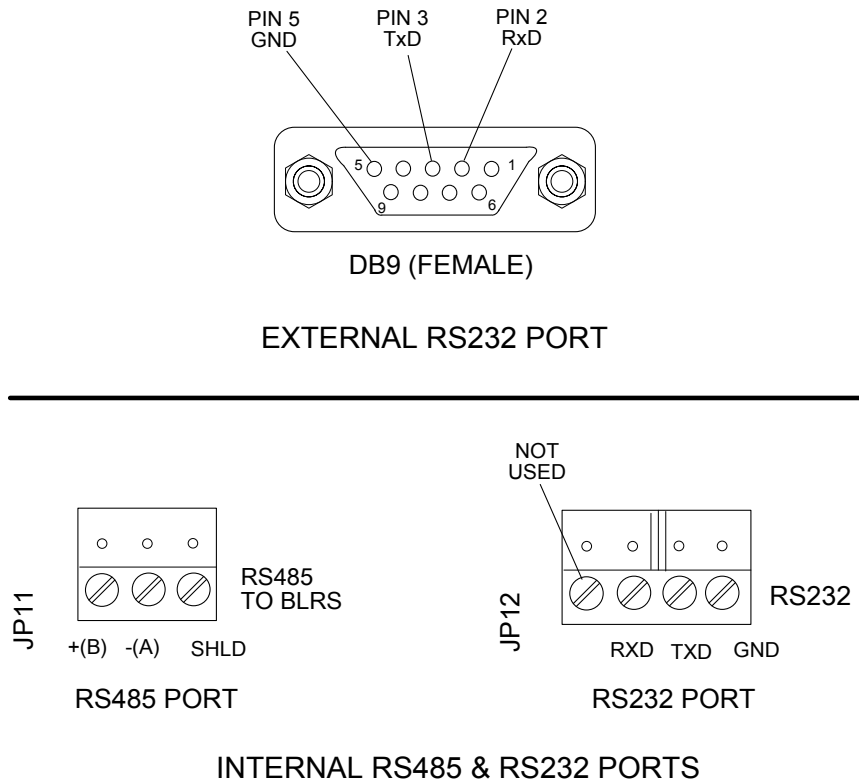 PIN 5
GND
PIN 3
TxD
PIN 2
RxD
5
1
9
6
DB9 (FEMALE)
EXTERNAL RS232 PORT
NOT
USED
JP11
RS485
TO BLRS
+(B)
-(A)
SHLD
RS485 PORT
JP12
RS232
RXD
TXD
GND
RS232 PORT
INTERNAL RS485 & RS232 PORTS